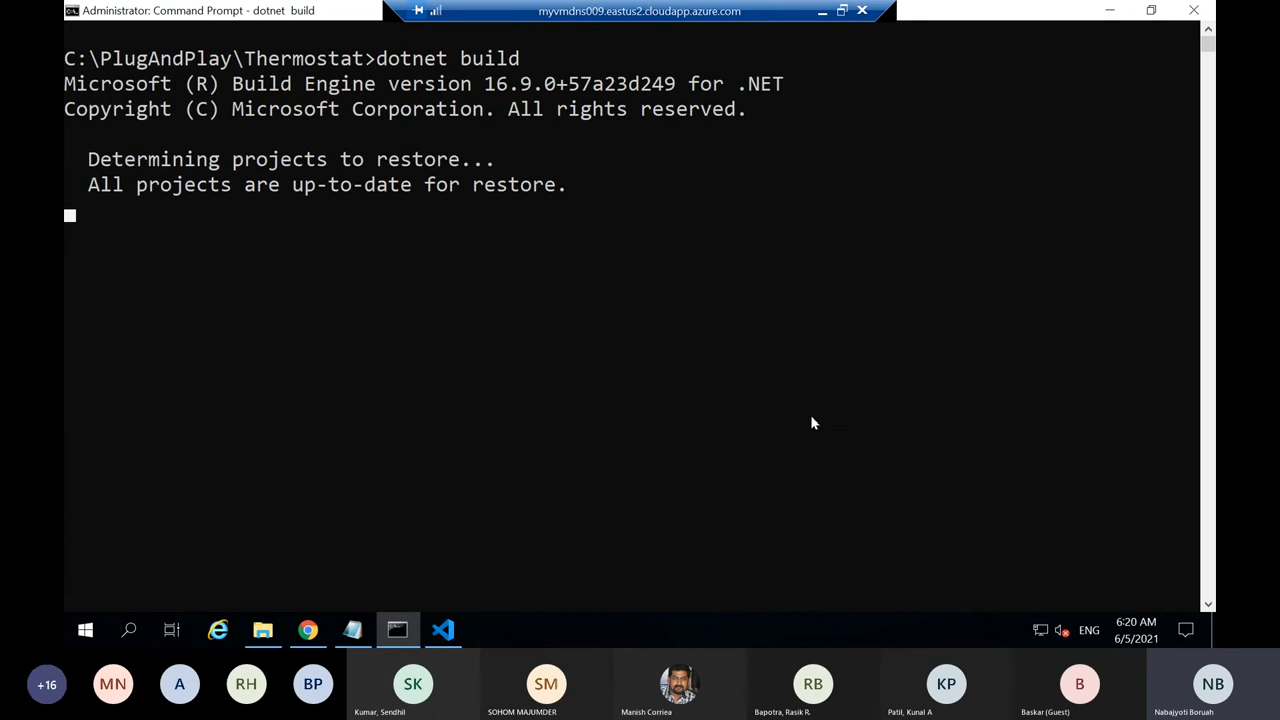 Administrator: Command Prompt - dotnet build
myvmdns009.eastus2.cloudapp.azure.com
C:\PlugAndPlay\Thermostat>dotnet build
Microsoft (R) Build Engine version 16.9.0+57a23d249 for .NET
Copyright (C) Microsoft Corporation. All rights reserved.
Determining projects to restore...
All projects are up-to-date for restore.
ENG
6:20 AM
6/5/2021
+16
MN
A
RH
BP
SK
SM
RB
KP
B
NB
Kumar, Sendhil
SOHOM MAJUMDER
Manish Correia
Bapotra, Rasik R.
Patil, Kunal A
Baskar (Guest)
Nabajyoti Boruah